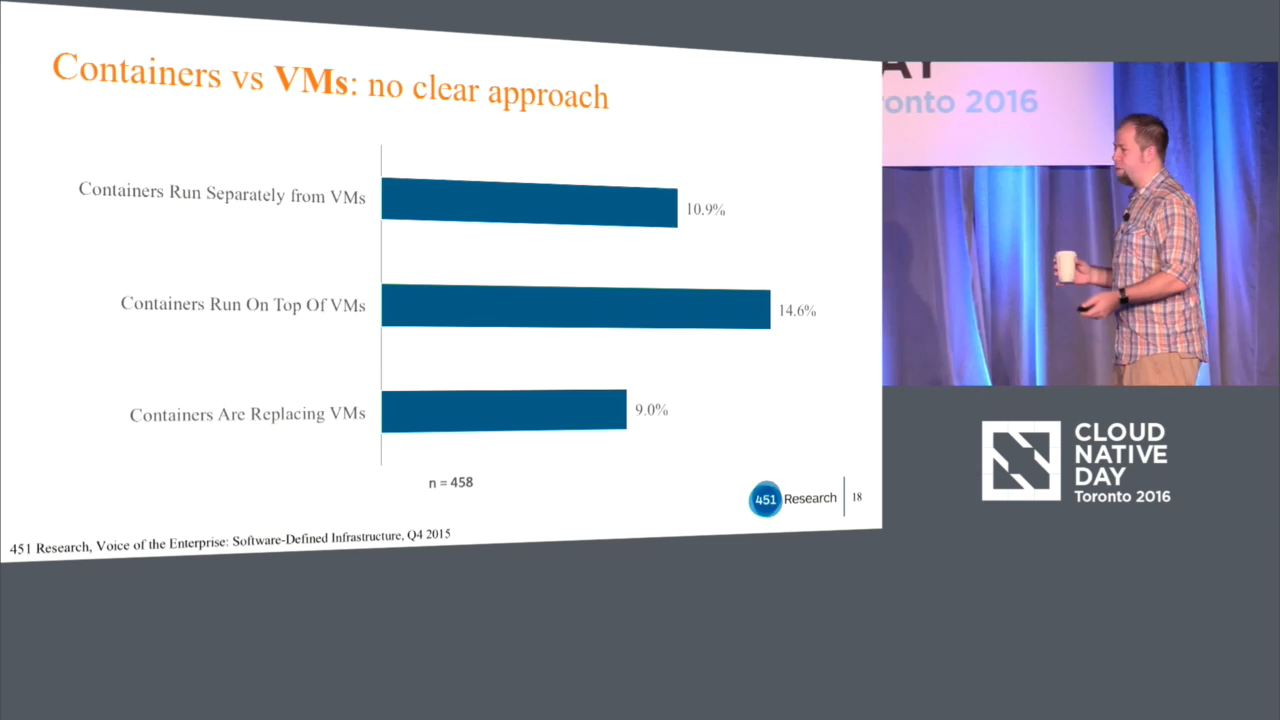 Containers vs VMs: no clear approach
Containers Run Separately from VMs
10.9%
Containers Run On Top Of VMs
14.6%
Containers Are Replacing VMs
9.0%
n = 458
451 Research
18
451 Research, Voice of the Enterprise: Software-Defined Infrastructure, Q4 2015
ronto 2016
CLOUD
NATIVE
DAY
Toronto 2016